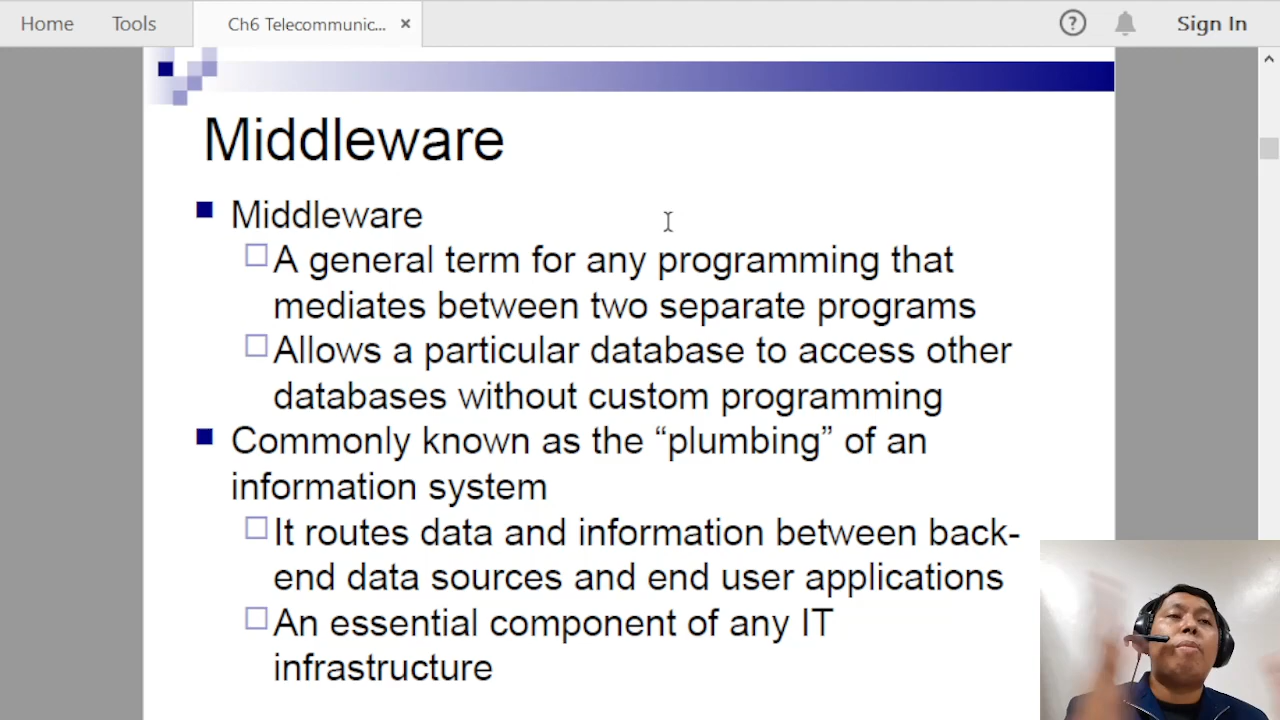 Home Tools Ch6 Telecommunic... × ? Sign In
Middleware
Middleware
A general term for any programming that
mediates between two separate programs
Allows a particular database to access other
databases without custom programming
Commonly known as the “plumbing” of an
information system
It routes data and information between back-
end data sources and end user applications
An essential component of any IT
infrastructure